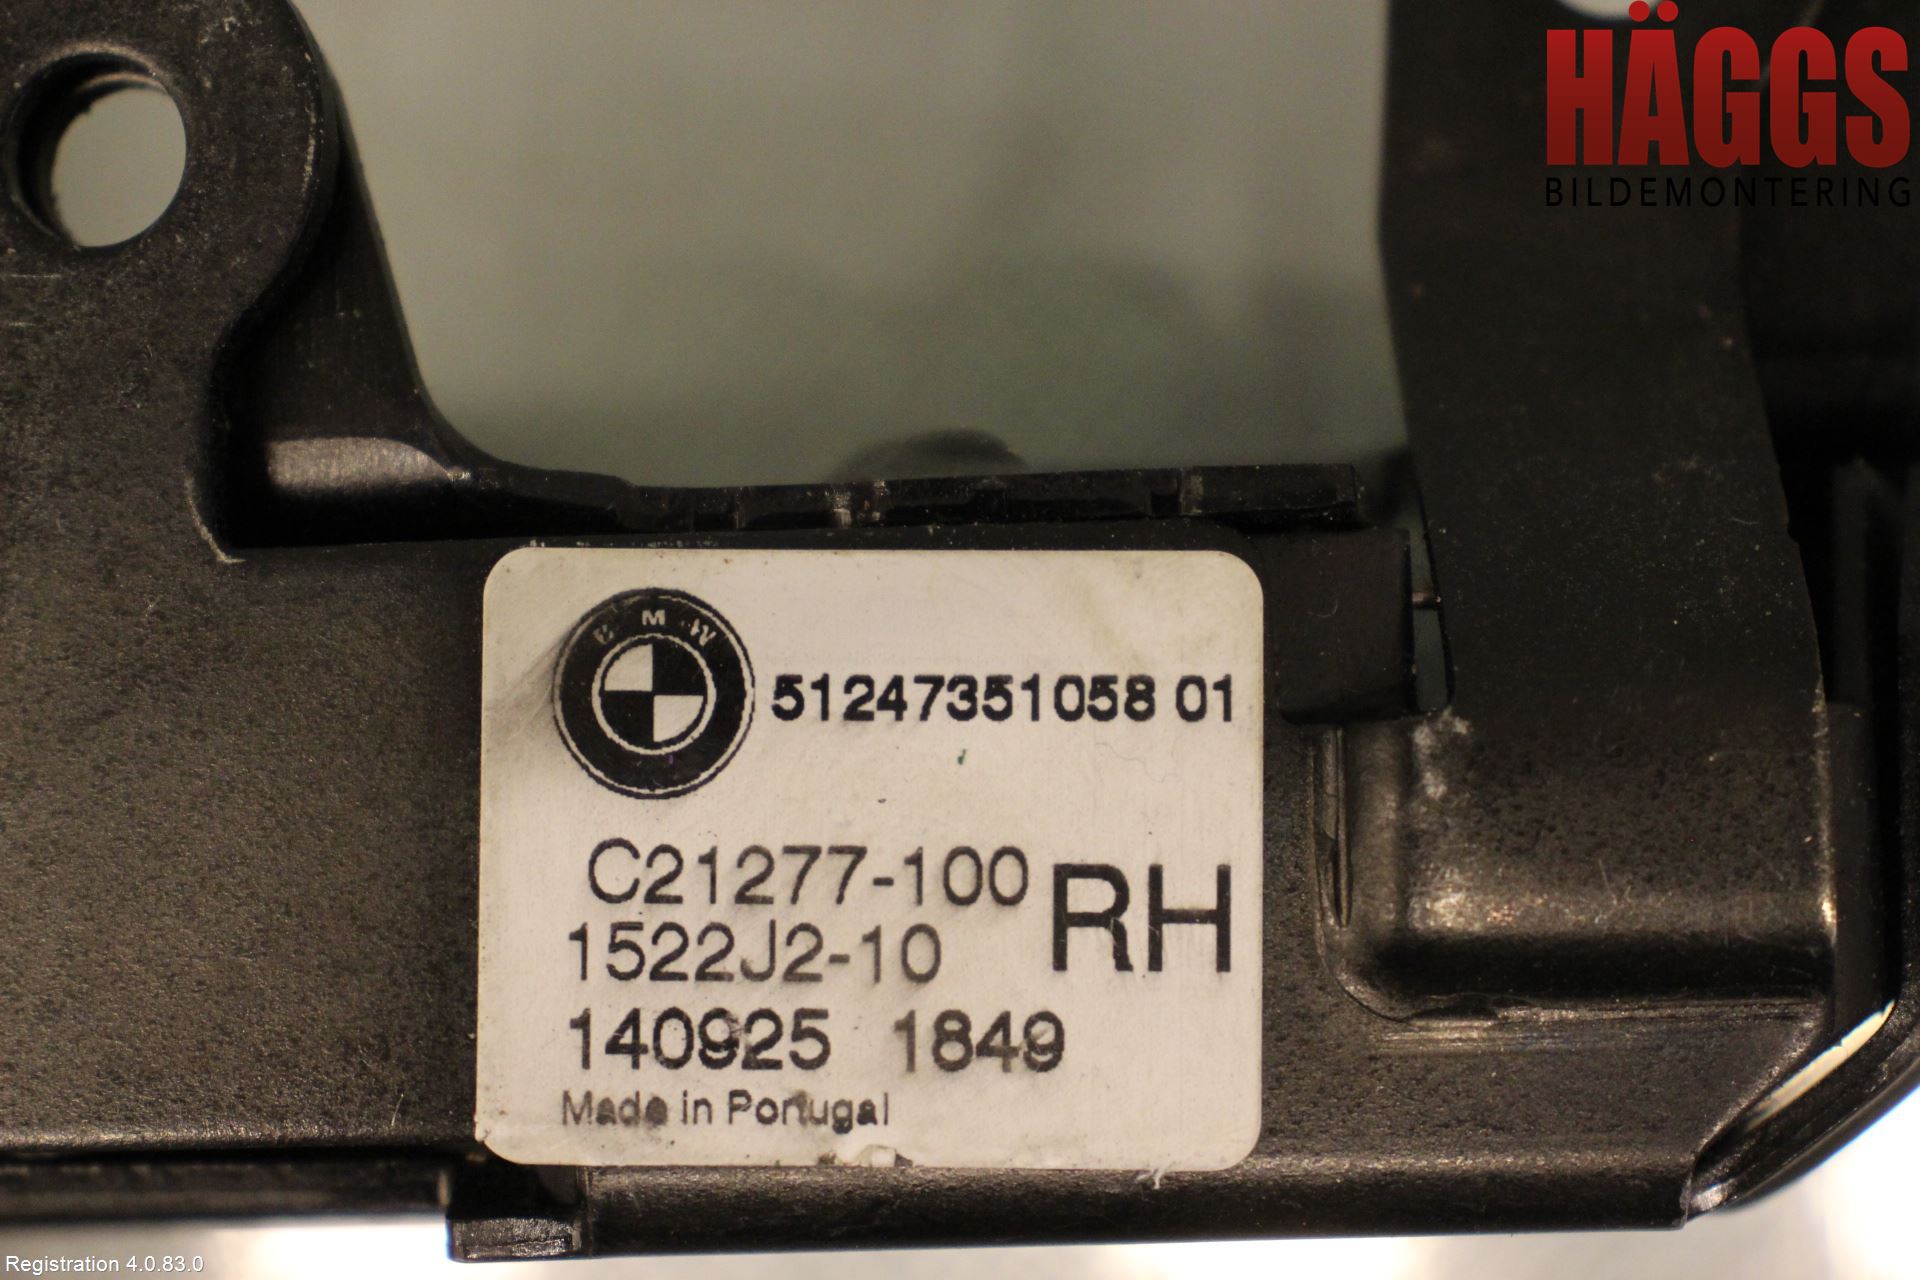 HÄGGS
BILDEMONTERING
BMW
51247351058 01
C21277-100
RH
1522J2-10
140925 1849
Made in Portugal
Registration 4.0.83.0